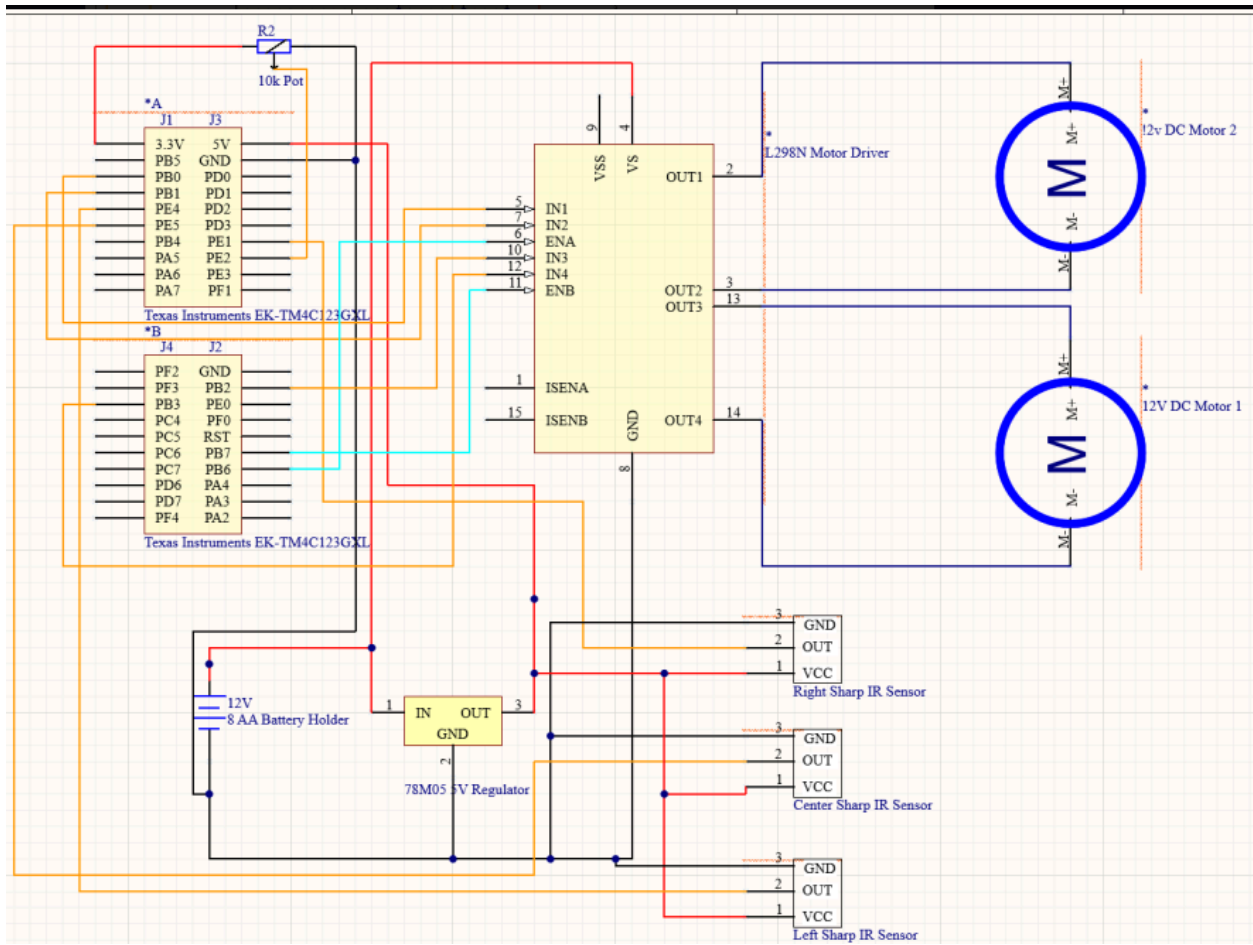 R2
10k Pot
*A
J1 J3
3.3V 5V
PB5 GND
PB0 PD0
PB1 PD1
PE4 PD2
PE5 PD3
PB4 PE1
PA5 PE2
PA6 PE3
PA7 PF1
Texas Instruments EK-TM4C123GXL
*B
J4 J2
PF2 GND
PF3 PB2
PB3 PE0
PC4 PF0
PC5 RST
PC6 PB7
PC7 PB6
PD6 PA4
PD7 PA3
PF4 PA2
Texas Instruments EK-TM4C123GXL
9 4
VSS VS
5 IN1
7 IN2
6 ENA
10 IN3
12 IN4
11 ENB
1 ISENA
15 ISENB
GND
8
OUT1 2
OUT2 3
OUT3 13
OUT4 14
*
L298N Motor Driver
M+
M+
M
M-
M-
*
!2v DC Motor 2
M+
M+
M
M-
M-
*
12V DC Motor 1
12V
8 AA Battery Holder
1 IN OUT 3
GND
2
78M05 5V Regulator
3 GND
2 OUT
1 VCC
Right Sharp IR Sensor
3 GND
2 OUT
1 VCC
Center Sharp IR Sensor
3 GND
2 OUT
1 VCC
Left Sharp IR Sensor